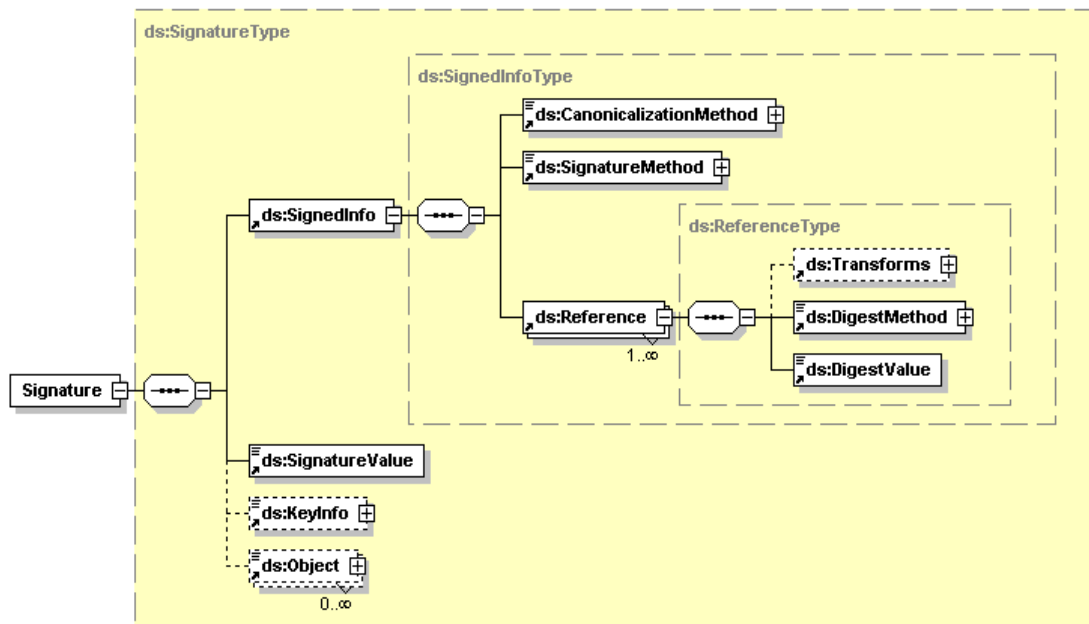 ds:SignatureType
ds:SignedInfoType
ds:CanonicalizationMethod
ds:SignatureMethod
ds:SignedInfo
ds:ReferenceType
ds:Transforms
ds:Reference
ds:DigestMethod
1..∞
ds:DigestValue
Signature
ds:SignatureValue
ds:KeyInfo
ds:Object
0..∞